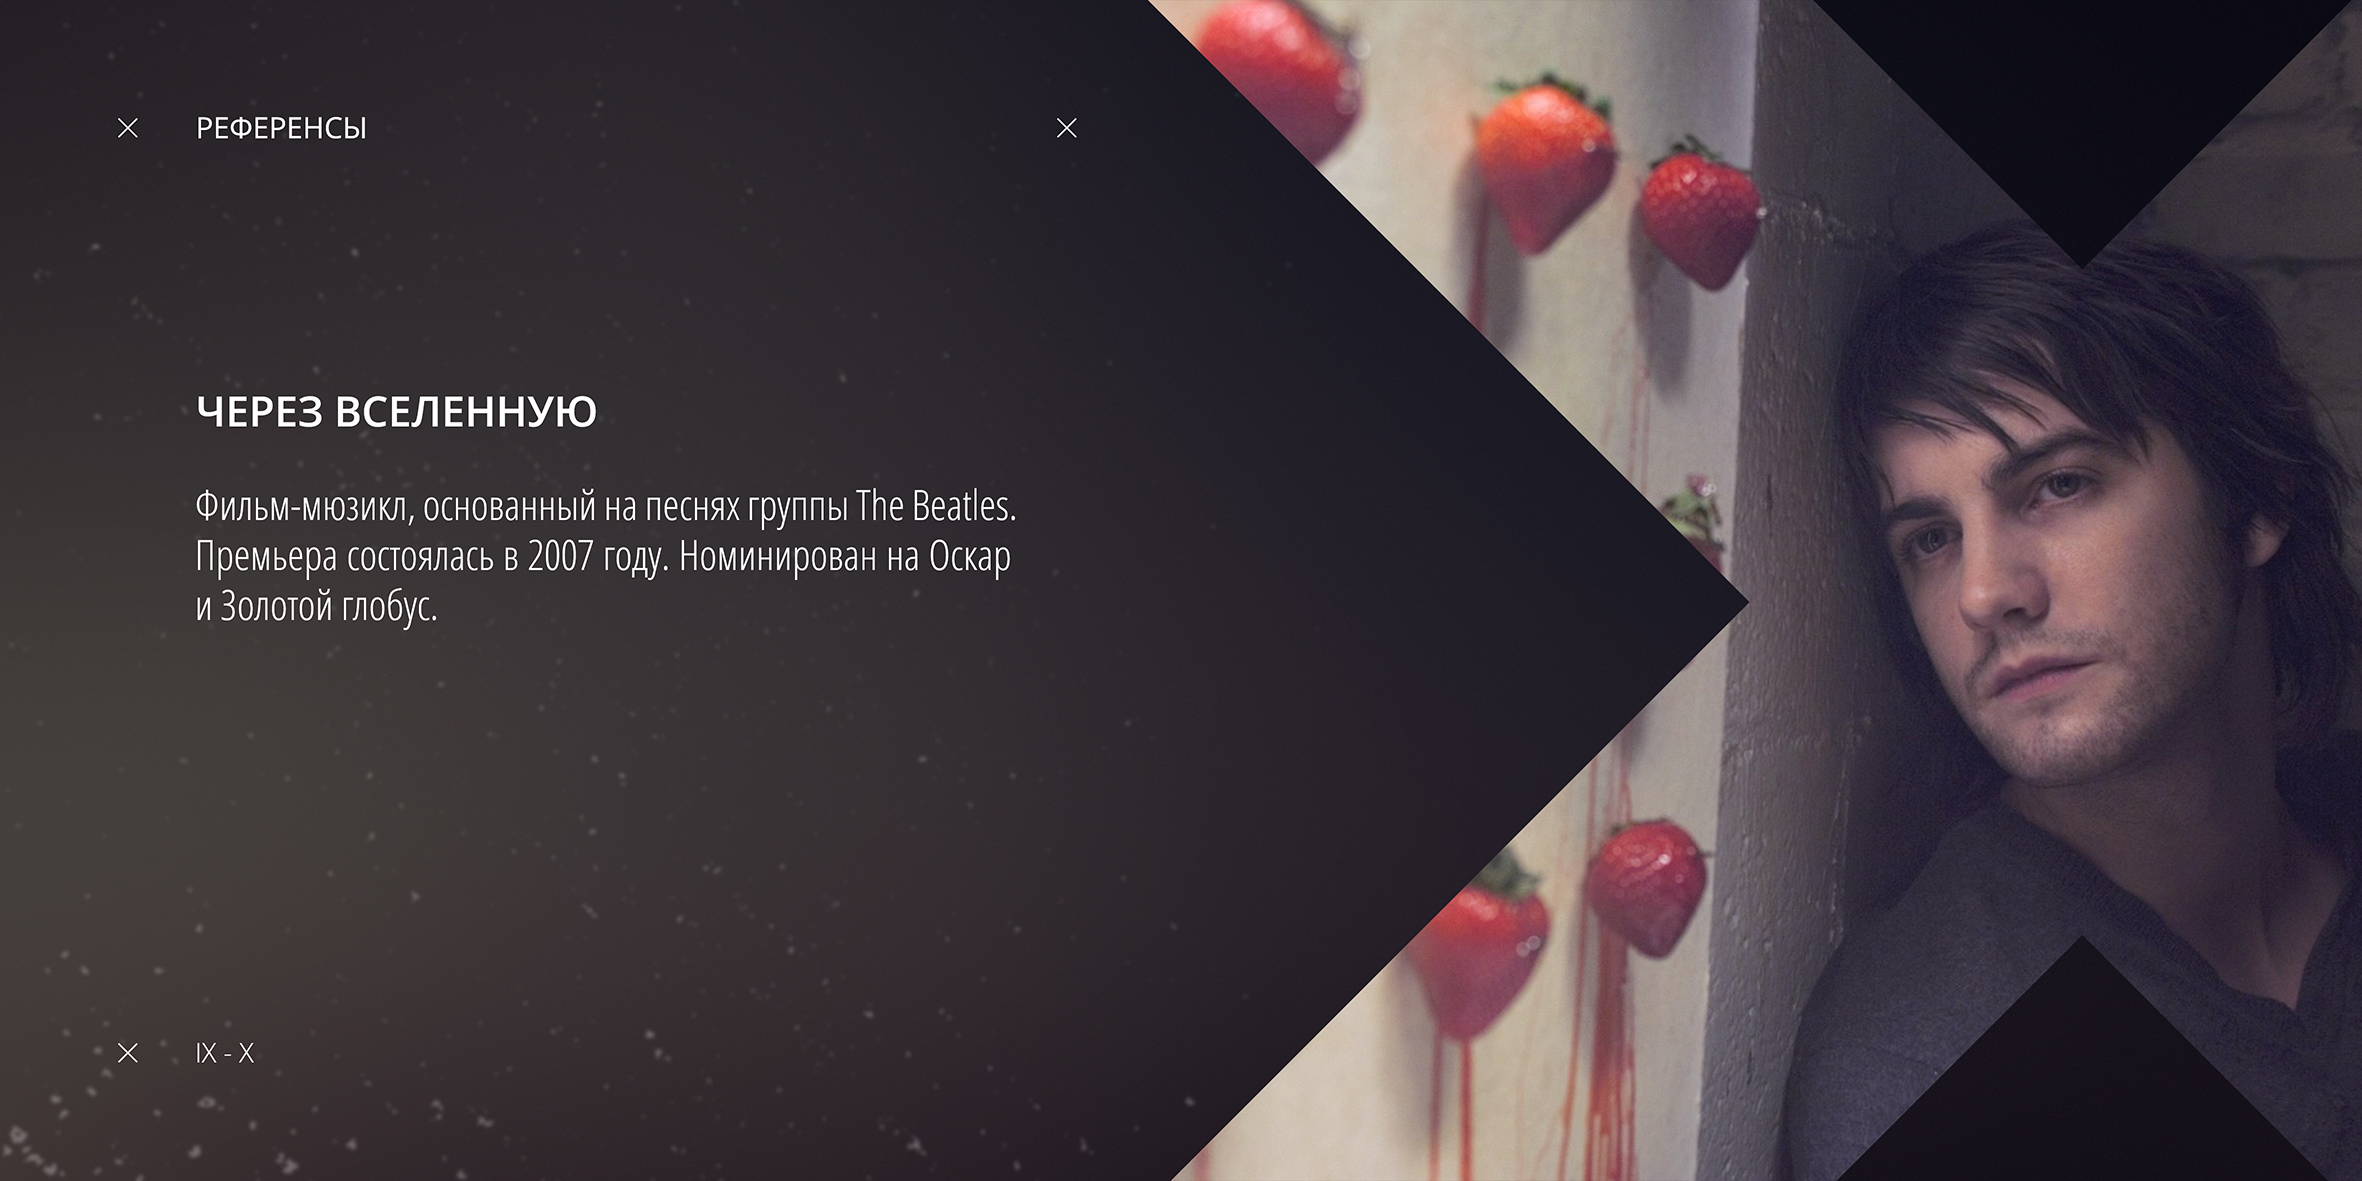 РЕФЕРЕНСЫ
ЧЕРЕЗ ВСЕЛЕННУЮ
Фильм-мюзикл, основанный на песнях группы The Beatles.
Премьера состоялась в 2007 году. Номинирован на Оскар
и Золотой глобус.
IX - X